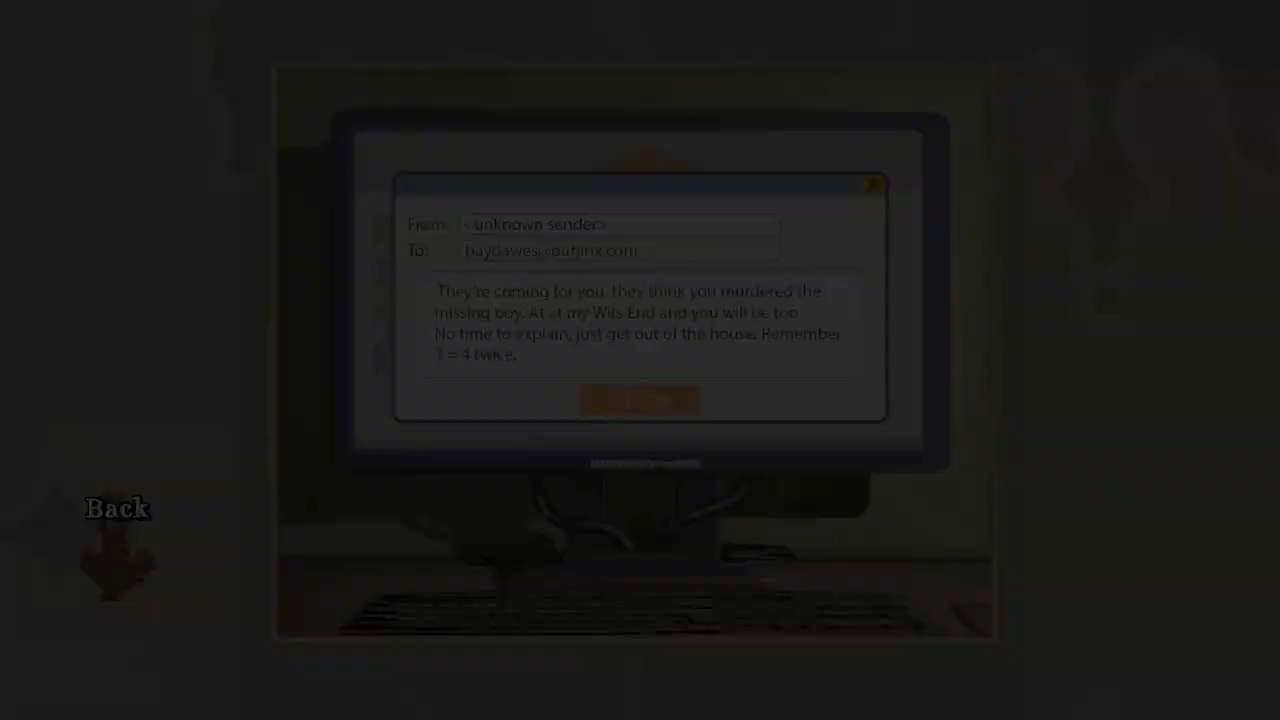 From: <unknown sender>
To: baydawes@outjinx.com
They're coming for you, they think you murdered the
missing boy. At at my Wits End and you will be too.
No time to explain, just get out of the house. Remember
= 4 twice.
Back